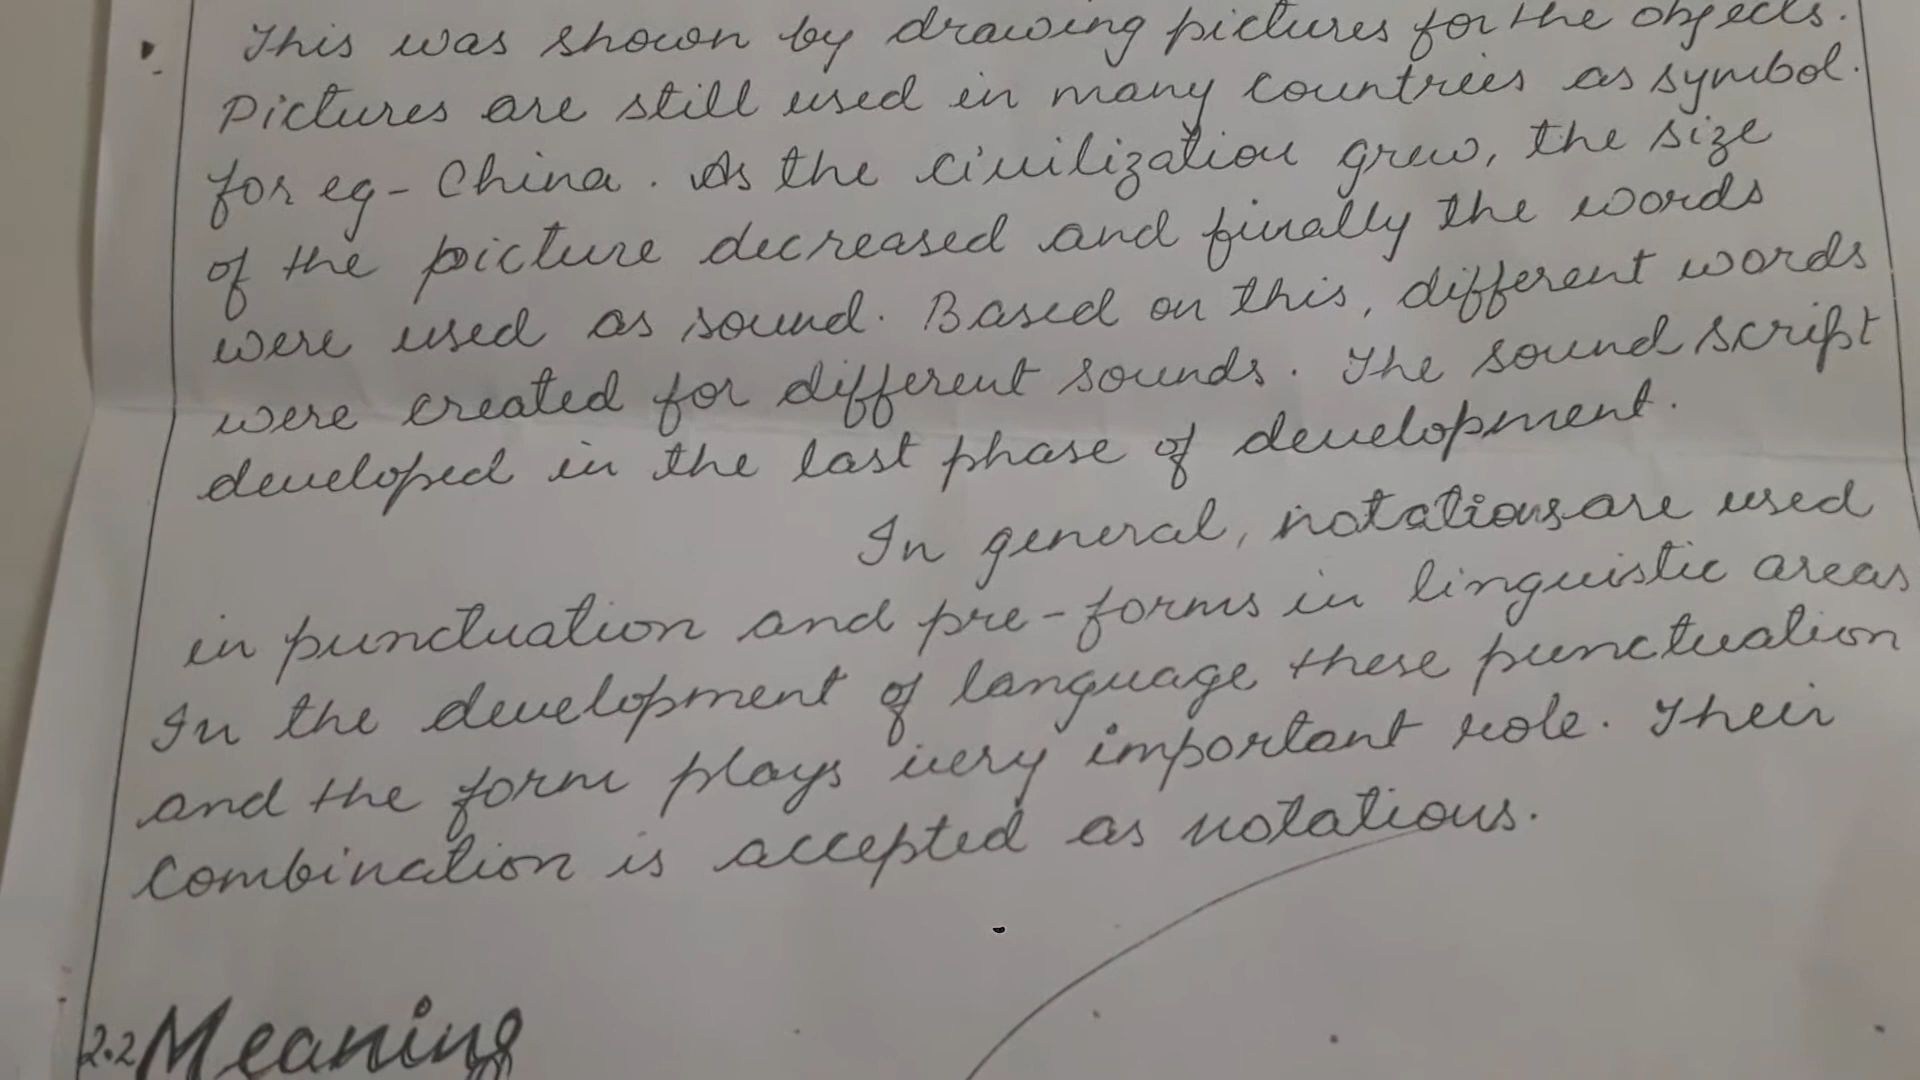 This was shown by drawing pictures for the objects.
Pictures are still used in many countries as symbol.
for eg - China. As the civilization grew, the size
of the picture decreased and finally the words
were used as sound. Based on this, different words
were created for different sounds. The sound script
developed in the last phase of development.
In general, notations are used
in punctuation and pre-forms in linguistic areas
In the development of language these punctuation
and the form plays very important role. Their
Combination is accepted as notations.
2.2 Meaning